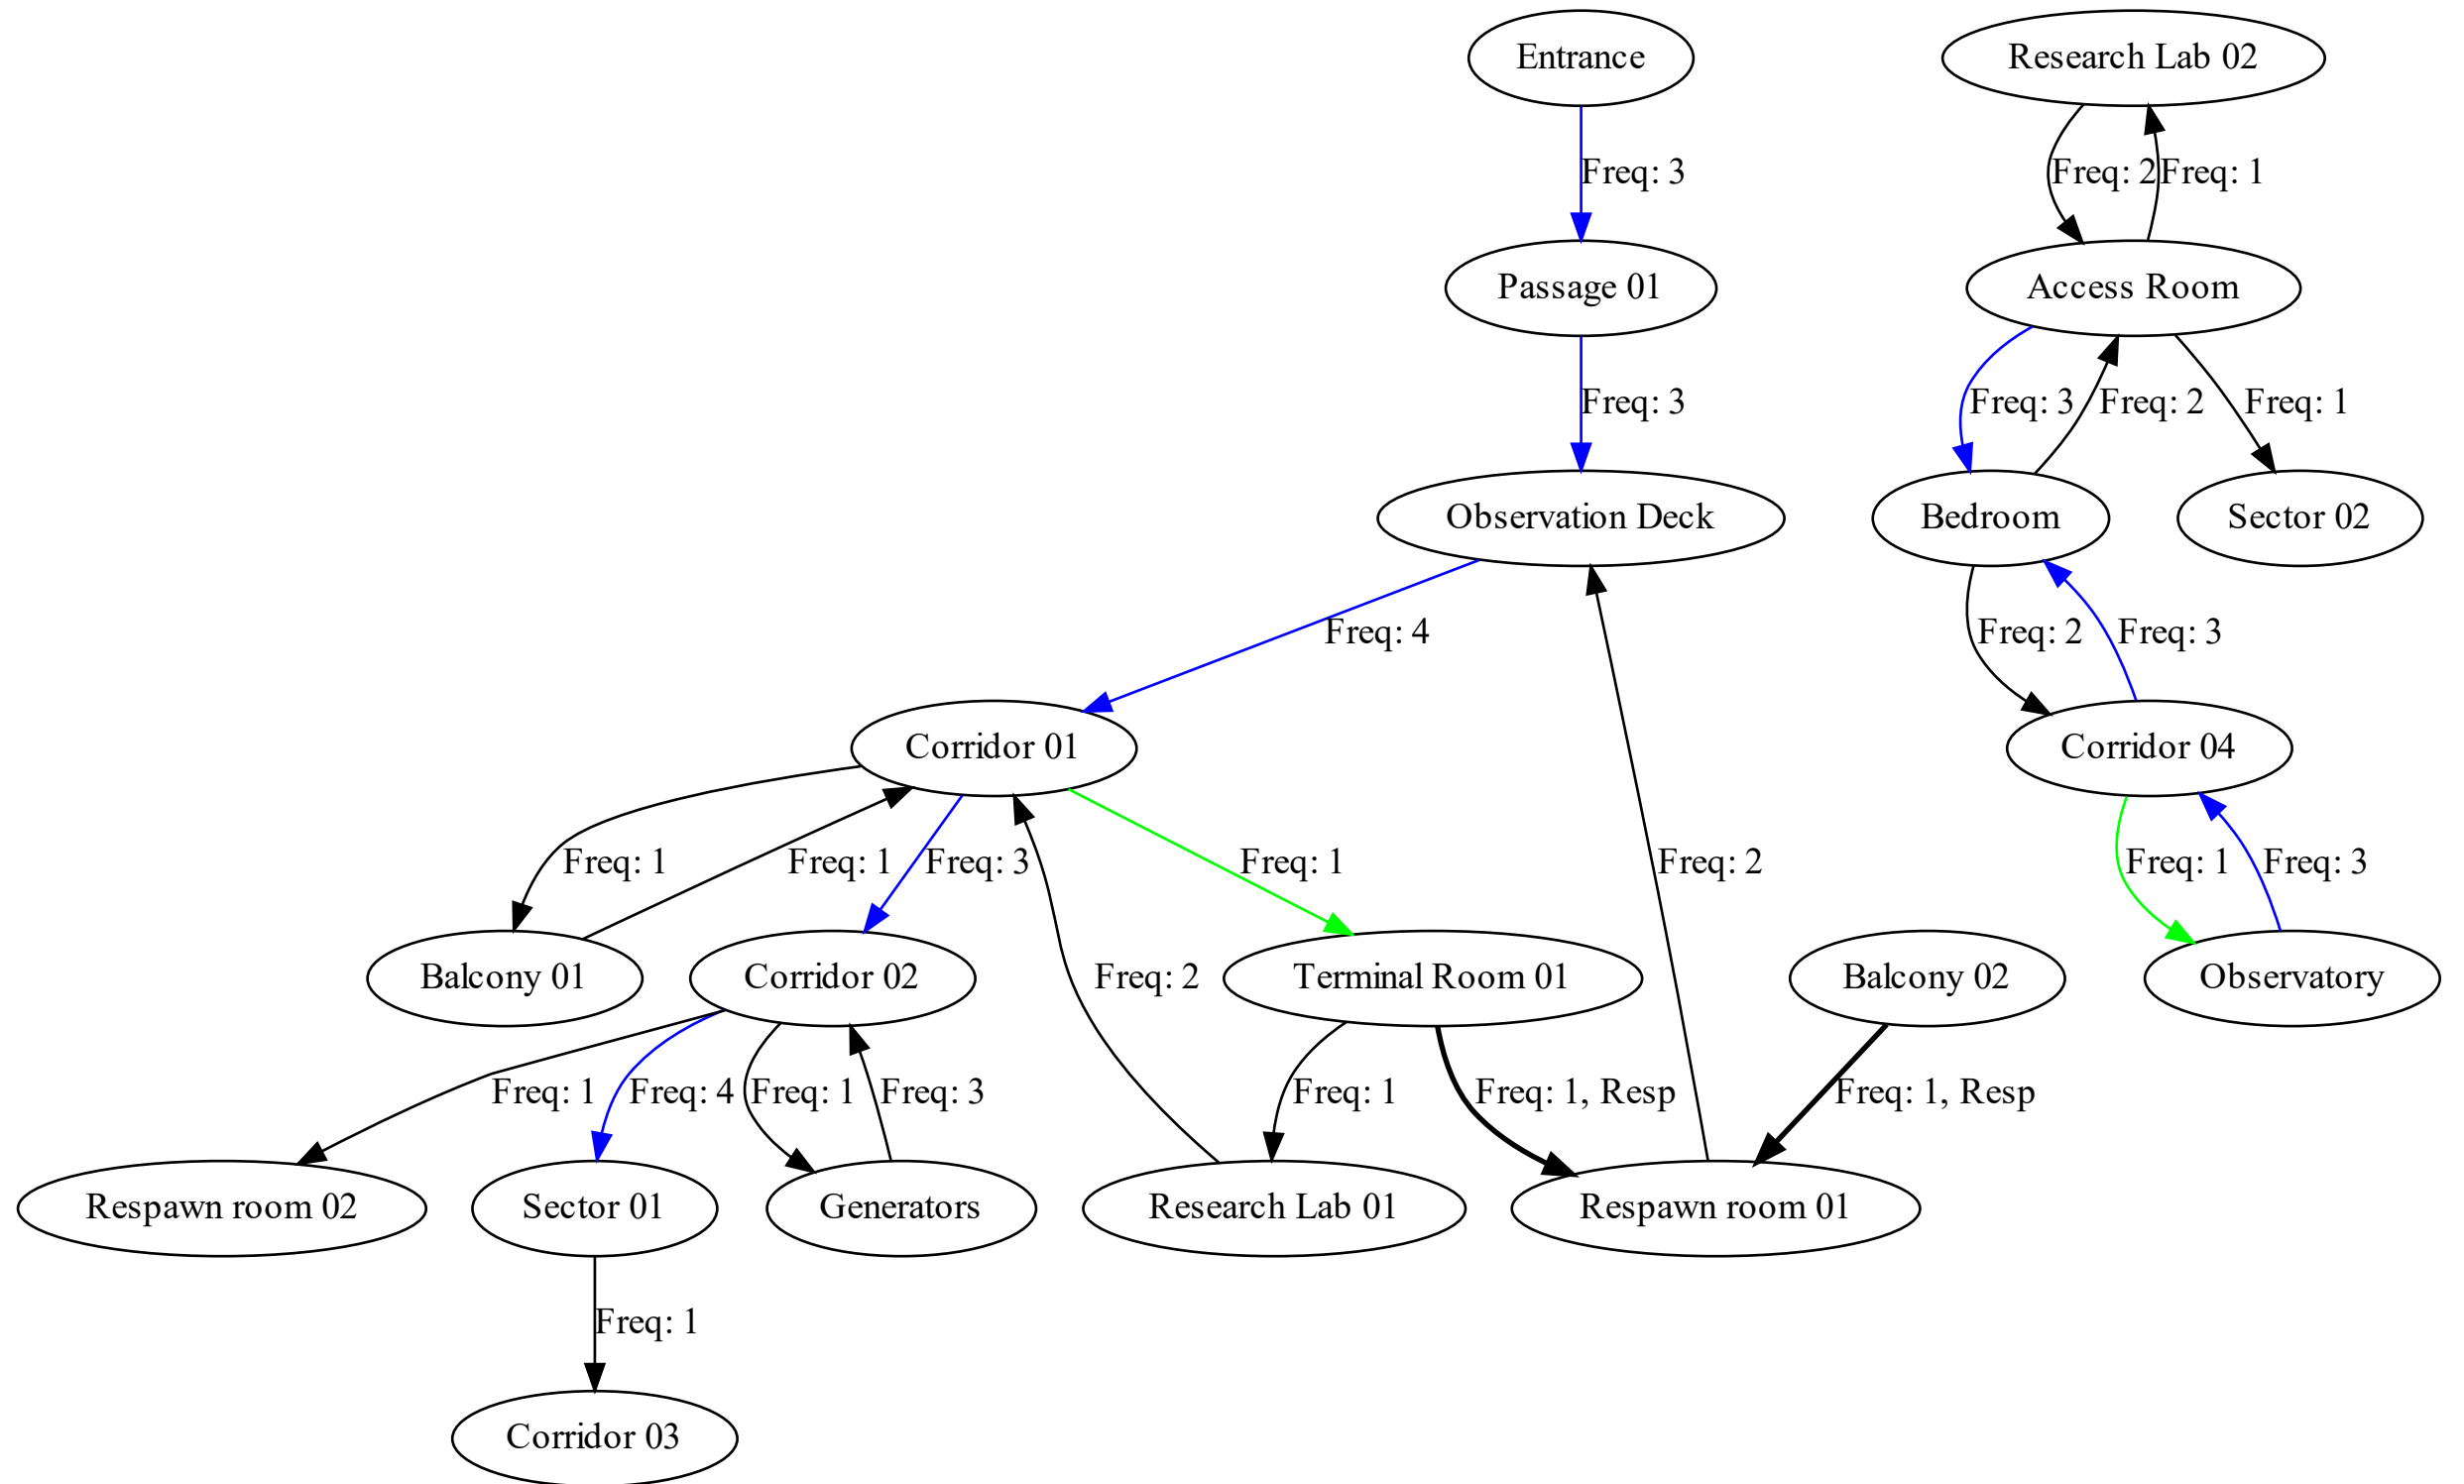 Entrance
Research Lab 02
Freq: 3
Freq: 2
Freq: 1
Passage 01
Access Room
Freq: 3
Freq: 3
Freq: 2
Freq: 1
Observation Deck
Bedroom
Sector 02
Freq: 4
Freq: 2
Freq: 3
Corridor 01
Corridor 04
Freq: 1
Freq: 1
Freq: 3
Freq: 1
Freq: 2
Freq: 1
Freq: 3
Balcony 01
Corridor 02
Freq: 2
Terminal Room 01
Balcony 02
Observatory
Freq: 1
Freq: 4
Freq: 1
Freq: 3
Freq: 1
Freq: 1, Resp
Freq: 1, Resp
Respawn room 02
Sector 01
Generators
Research Lab 01
Respawn room 01
Freq: 1
Corridor 03